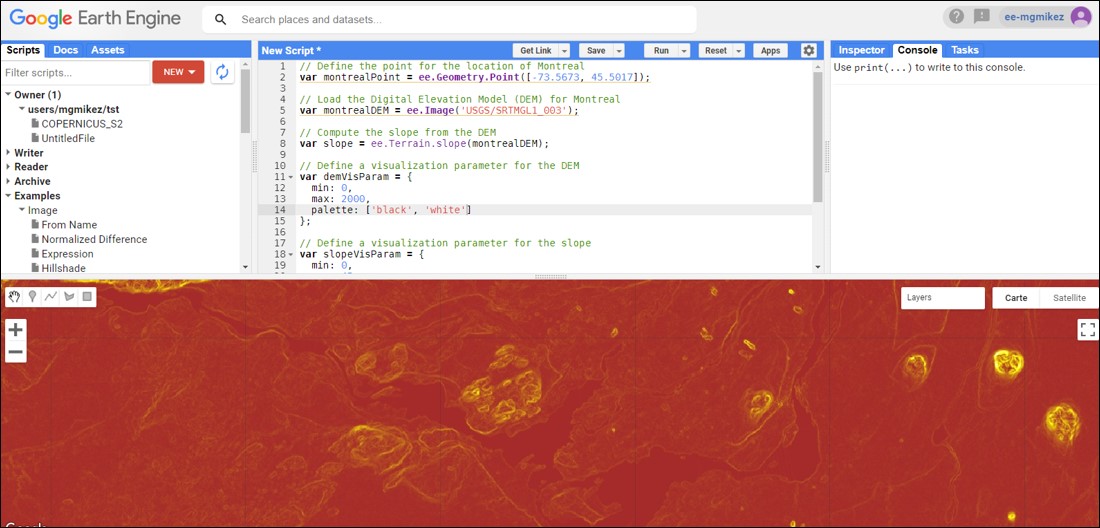 Google Earth Engine
Search places and datasets...
ee-mgmikez
Scripts Docs Assets
Filter scripts...
NEW
Owner (1)
users/mgmikez/tst
COPERNICUS_S2
UntitledFile
Writer
Reader
Archive
Examples
Image
From Name
Normalized Difference
Expression
Hillshade
New Script *
Get Link Save Run Reset Apps
1 // Define the point for the location of Montreal
2 var montrealPoint = ee.Geometry.Point([-73.5673, 45.5017]);
3
4 // Load the Digital Elevation Model (DEM) for Montreal
5 var montrealDEM = ee.Image('USGS/SRTMGL1_003');
6
7 // Compute the slope from the DEM
8 var slope = ee.Terrain.slope(montrealDEM);
9
10 // Define a visualization parameter for the DEM
11 var demVisParam = {
12 min: 0,
13 max: 2000,
14 palette: ['black', 'white']
15 };
16
17 // Define a visualization parameter for the slope
18 var slopeVisParam = {
19 min: 0,
Inspector Console Tasks
Use print(...) to write to this console.
Layers
Carte Satellite
Google